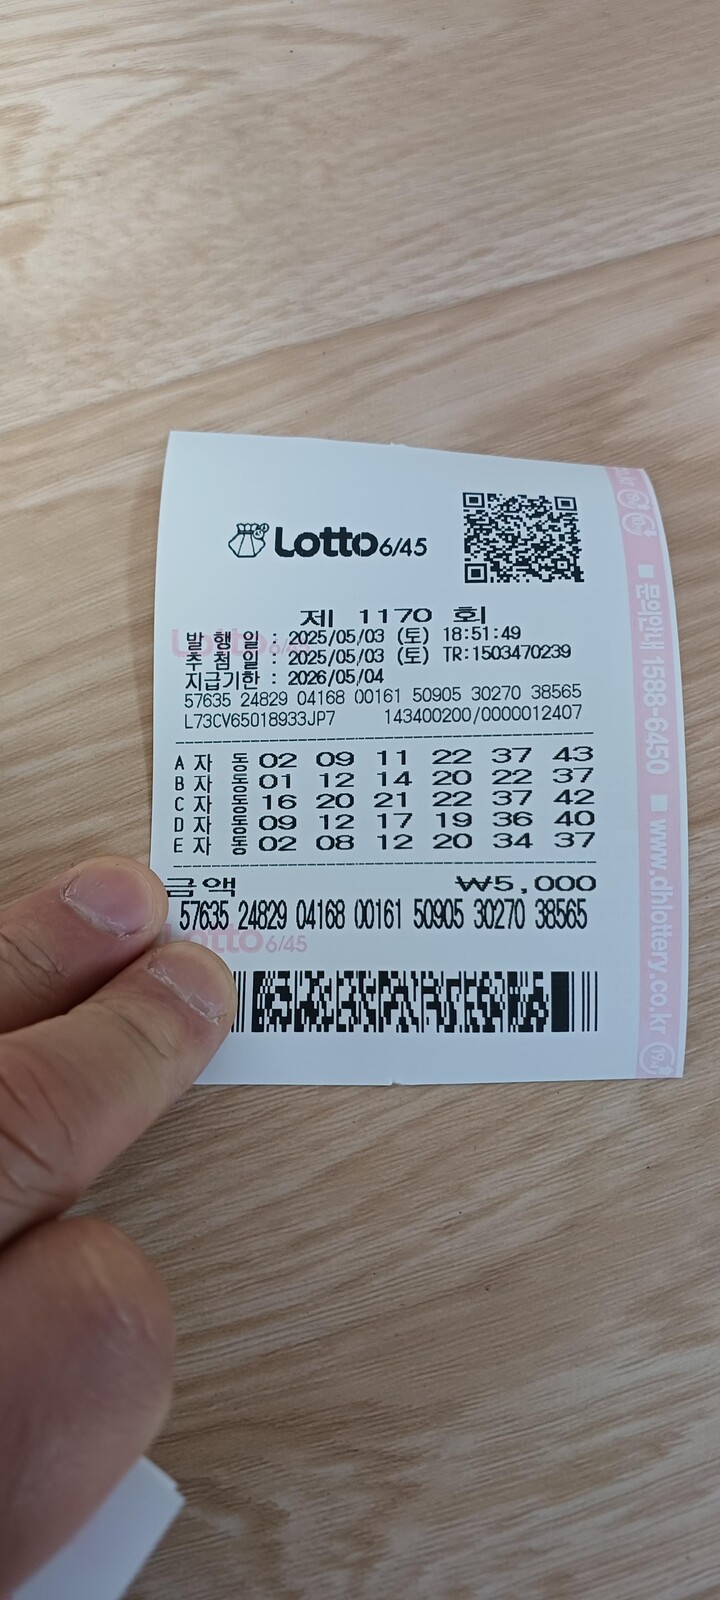 Lotto 6/45
제 1170 회
발 행 일 : 2025/05/03 (토) 18:51:49
추 첨 일 : 2025/05/03 (토) TR:1503470239
지급기한 : 2026/05/04
57635 24829 04168 00161 50905 30270 38565
L73CV65018933JP7 143400200/0000012407
A 자 동 02 09 11 22 37 43
B 자 동 01 12 14 20 22 37
C 자 동 16 20 21 22 37 42
D 자 동 09 12 17 19 36 40
E 자 동 02 08 12 20 34 37
금액 ₩5,000
57635 24829 04168 00161 50905 30270 38565
Lotto 6/45
■ 문의안내 1588-6450 ■ www.dhlottery.co.kr